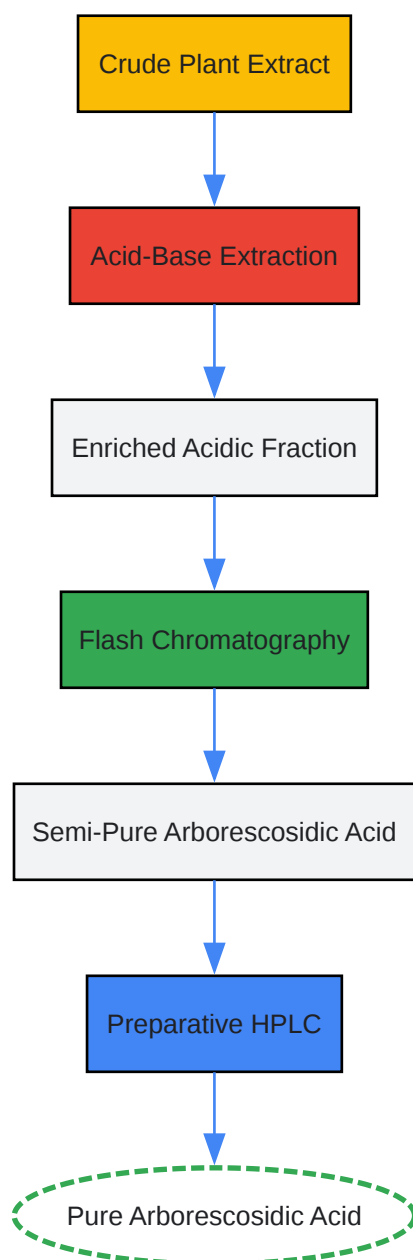 Crude Plant Extract
Acid-Base Extraction
Enriched Acidic Fraction
Flash Chromatography
Semi-Pure Arborescosidic Acid
Preparative HPLC
Pure Arborescosidic Acid